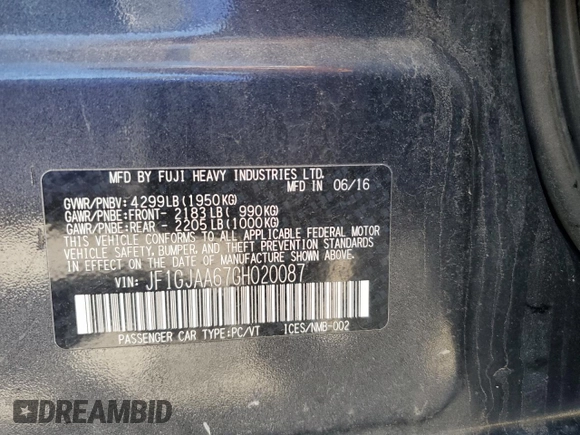 MFD BY FUJI HEAVY INDUSTRIES LTD.
MFD IN 06/16
GVWR/PNBV: 4299LB(1950KG)
GAWR/PNBE:FRONT- 2183LB( 990KG)
GAWR/PNBE:REAR - 2205LB(1000KG)
THIS VEHICLE CONFORMS TO ALL APPLICABLE FEDERAL MOTOR
VEHICLE SAFETY, BUMPER, AND THEFT PREVENTION STANDARDS
IN EFFECT ON THE DATE OF MANUFACTURE SHOWN ABOVE.
VIN: JF1GJAA67GH020087
PASSENGER CAR TYPE:PC/VT ICES/NMB-002
DREAMBID